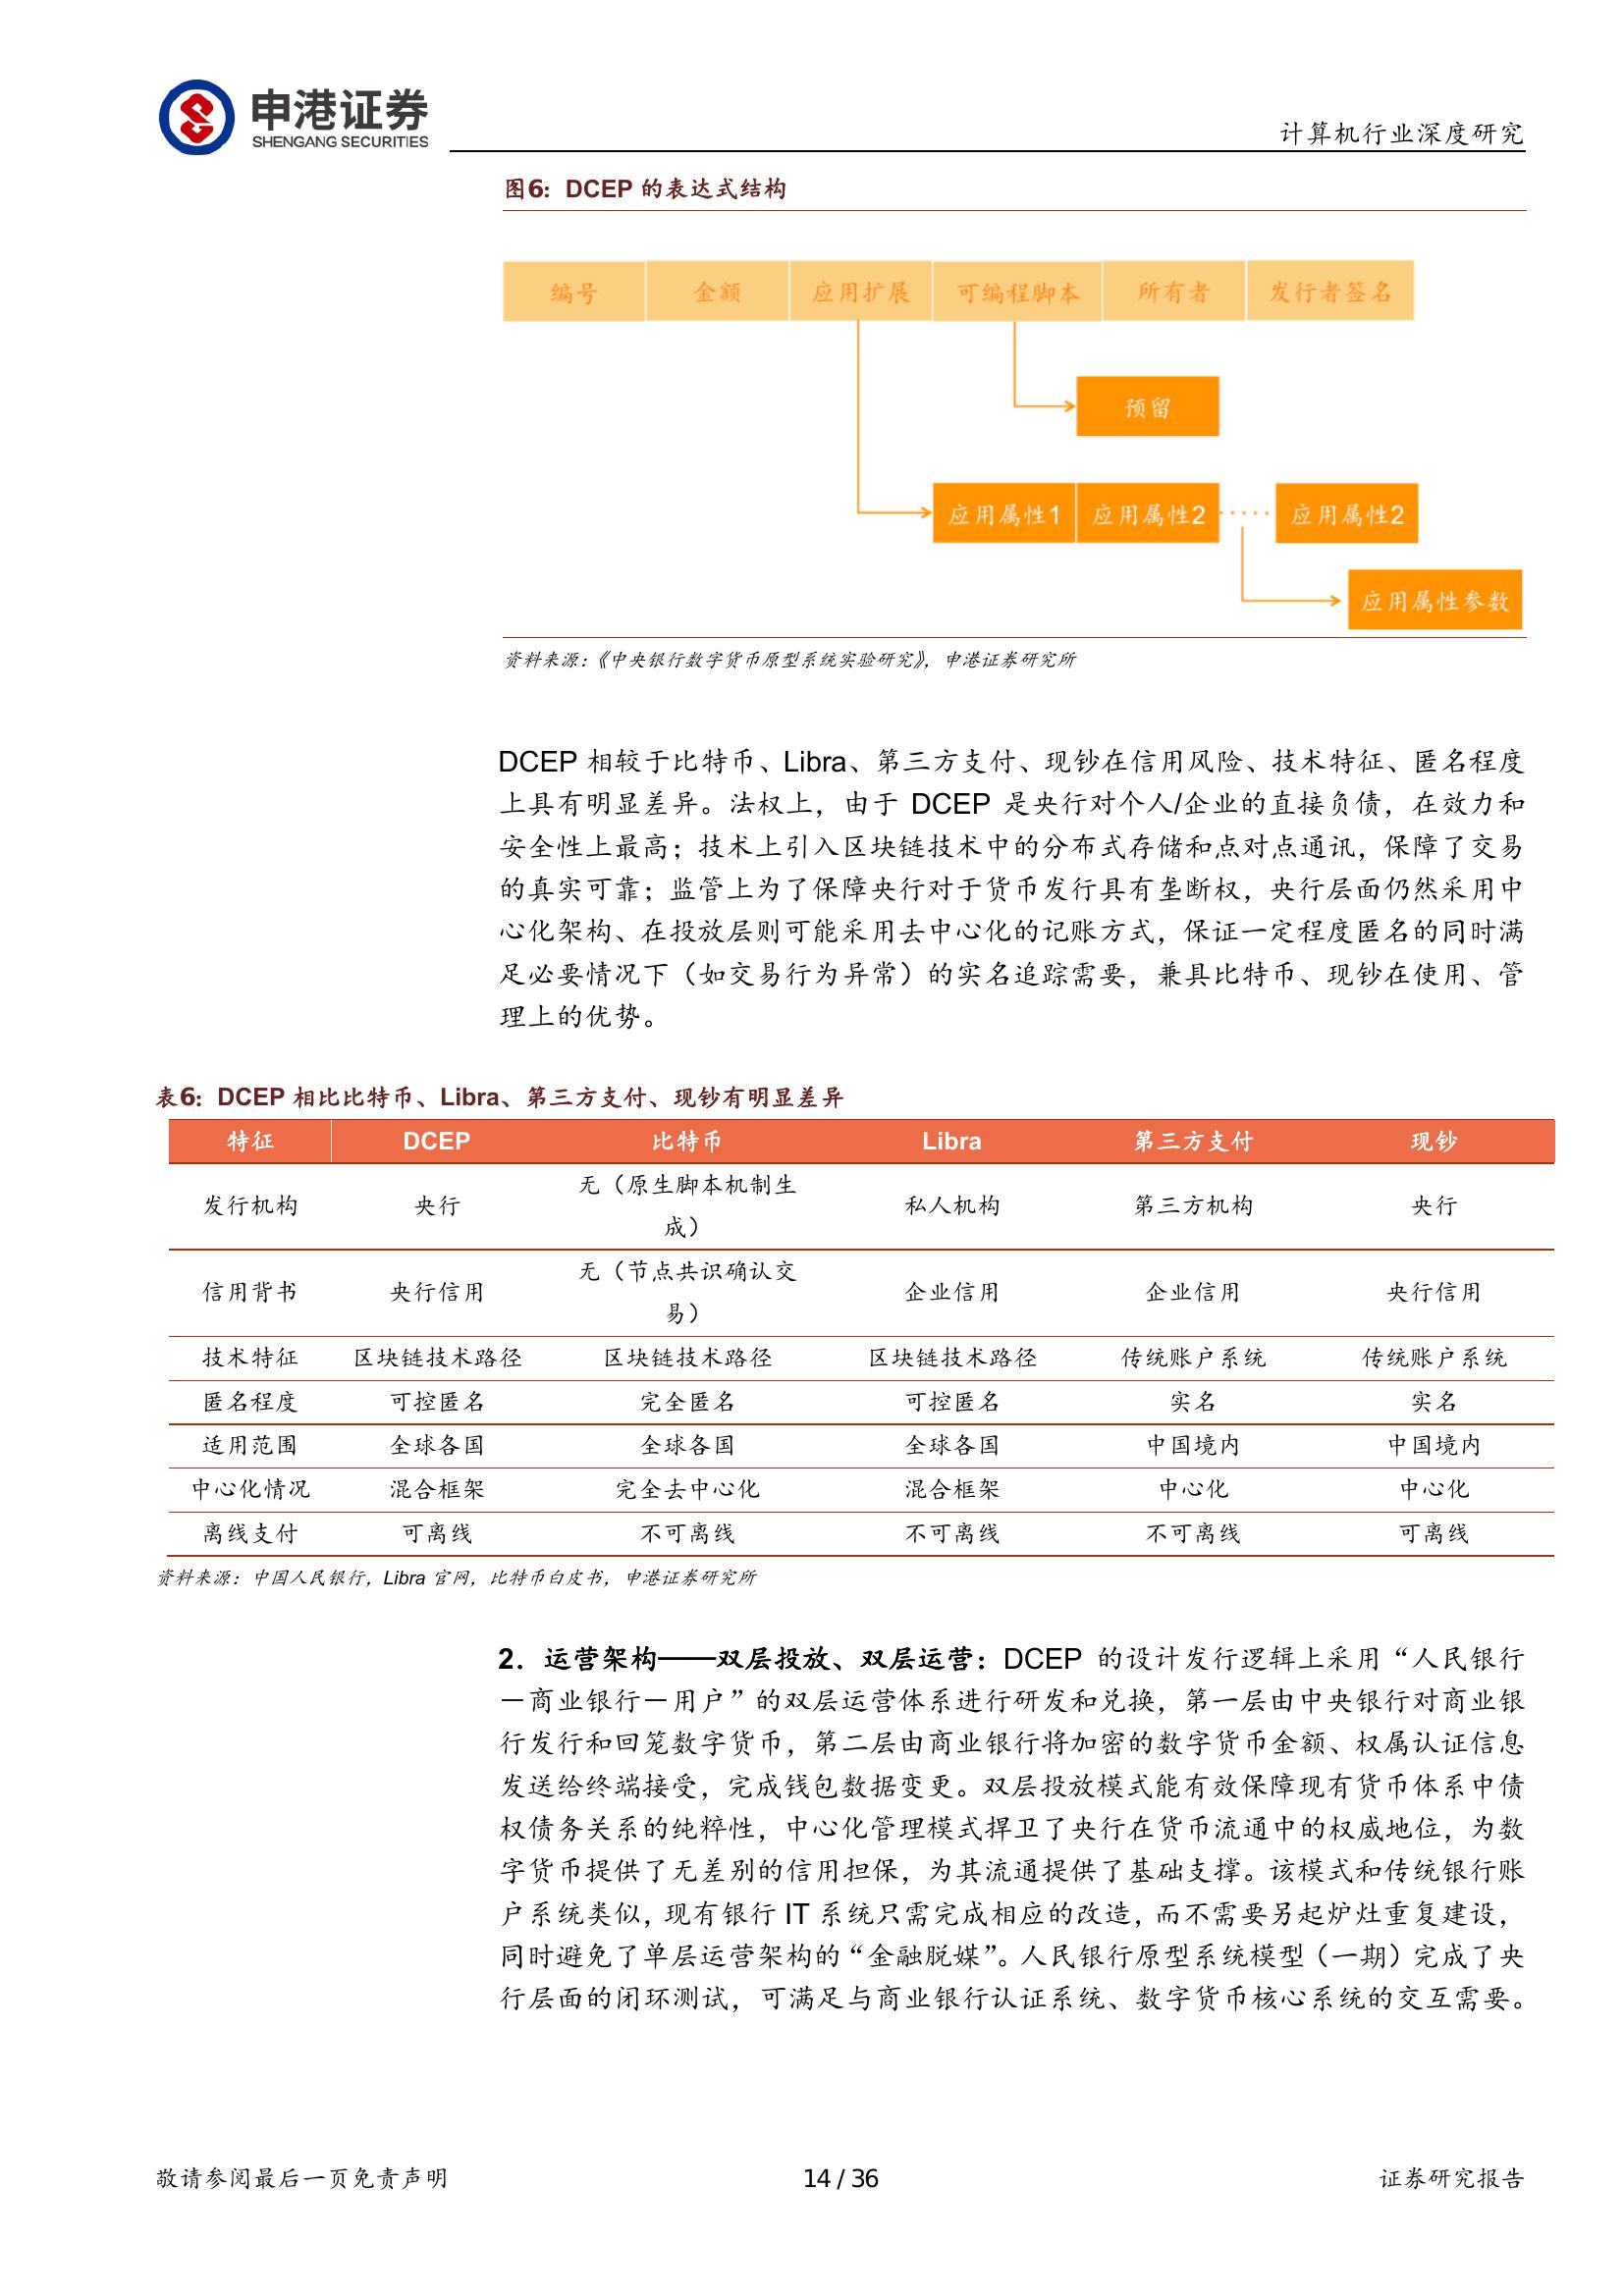 申港证券
SHENGANG SECURITIES
计算机行业深度研究
图6：DCEP 的表达式结构
编号 金额 应用扩展 可编程脚本 所有者 发行者签名
预留
应用属性1 应用属性2 ····· 应用属性2
应用属性参数
资料来源：《中央银行数字货币原型系统实验研究》，申港证券研究所
DCEP 相较于比特币、Libra、第三方支付、现钞在信用风险、技术特征、匿名程度
上具有明显差异。法权上，由于 DCEP 是央行对个人/企业的直接负债，在效力和
安全性上最高；技术上引入区块链技术中的分布式存储和点对点通讯，保障了交易
的真实可靠；监管上为了保障央行对于货币发行具有垄断权，央行层面仍然采用中
心化架构、在投放层则可能采用去中心化的记账方式，保证一定程度匿名的同时满
足必要情况下（如交易行为异常）的实名追踪需要，兼具比特币、现钞在使用、管
理上的优势。
表6：DCEP 相比比特币、Libra、第三方支付、现钞有明显差异
特征 DCEP 比特币 Libra 第三方支付 现钞
发行机构 央行 无（原生脚本机制生 私人机构 第三方机构 央行
成）
信用背书 央行信用 无（节点共识确认交 企业信用 企业信用 央行信用
易）
技术特征 区块链技术路径 区块链技术路径 区块链技术路径 传统账户系统 传统账户系统
匿名程度 可控匿名 完全匿名 可控匿名 实名 实名
适用范围 全球各国 全球各国 全球各国 中国境内 中国境内
中心化情况 混合框架 完全去中心化 混合框架 中心化 中心化
离线支付 可离线 不可离线 不可离线 不可离线 可离线
资料来源：中国人民银行，Libra 官网，比特币白皮书，申港证券研究所
2．运营架构——双层投放、双层运营：DCEP 的设计发行逻辑上采用“人民银行
－商业银行－用户”的双层运营体系进行研发和兑换，第一层由中央银行对商业银
行发行和回笼数字货币，第二层由商业银行将加密的数字货币金额、权属认证信息
发送给终端接受，完成钱包数据变更。双层投放模式能有效保障现有货币体系中债
权债务关系的纯粹性，中心化管理模式捍卫了央行在货币流通中的权威地位，为数
字货币提供了无差别的信用担保，为其流通提供了基础支撑。该模式和传统银行账
户系统类似，现有银行 IT 系统只需完成相应的改造，而不需要另起炉灶重复建设，
同时避免了单层运营架构的“金融脱媒”。人民银行原型系统模型（一期）完成了央
行层面的闭环测试，可满足与商业银行认证系统、数字货币核心系统的交互需要。
敬请参阅最后一页免责声明 14 / 36 证券研究报告